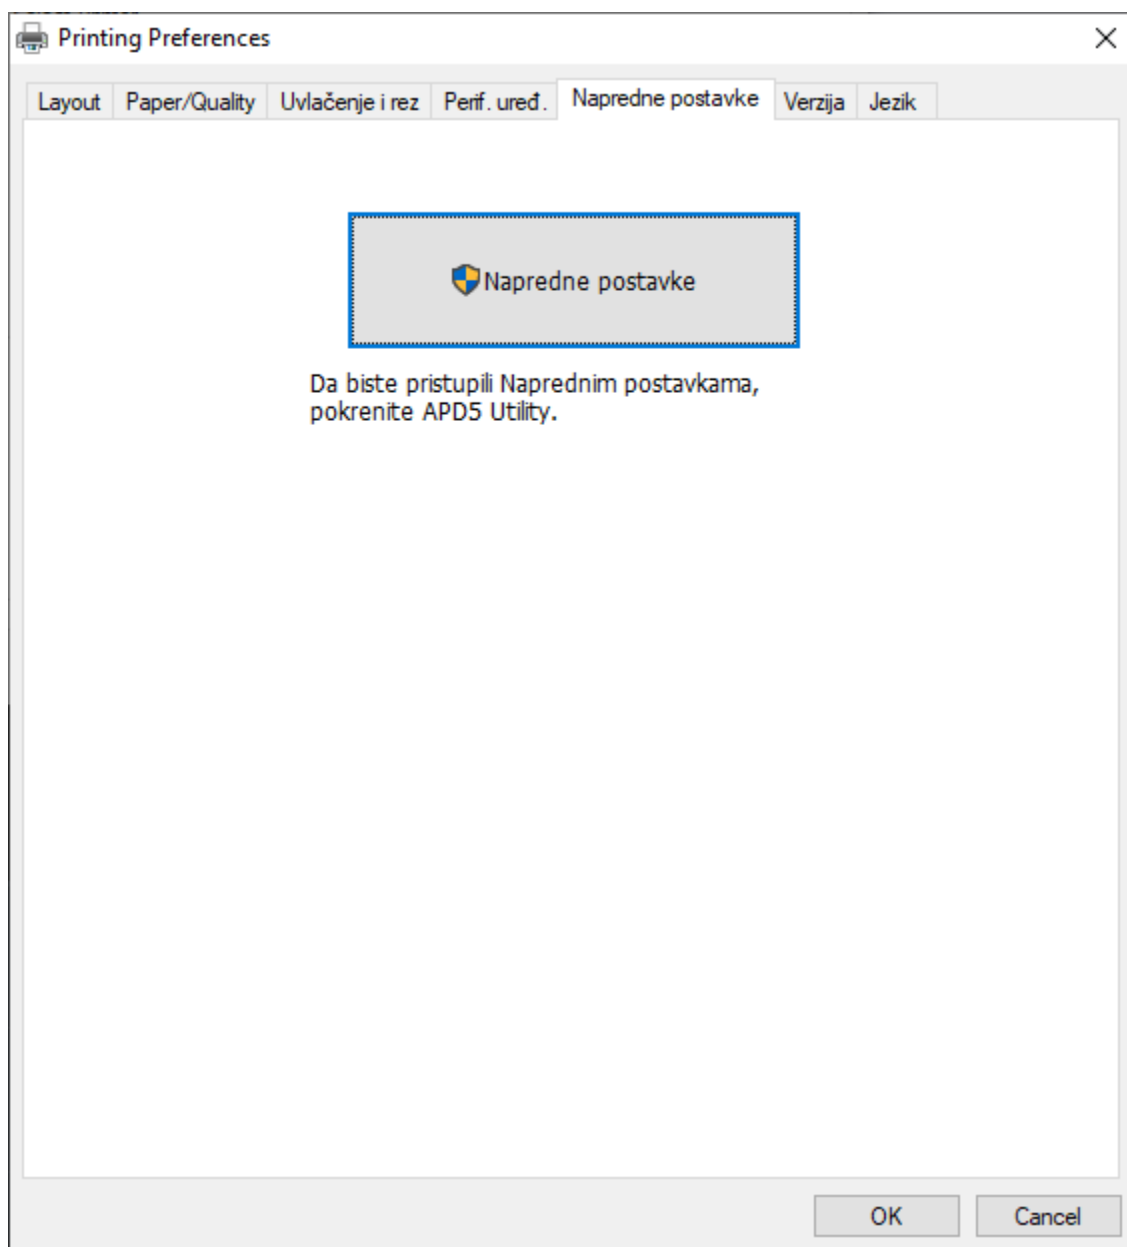 Printing Preferences
Layout Paper/Quality Uvlačenje i rez Perif. uređ. Napredne postavke Verzija Jezik
Napredne postavke
Da biste pristupili Naprednim postavkama,
pokrenite APD5 Utility.
OK Cancel